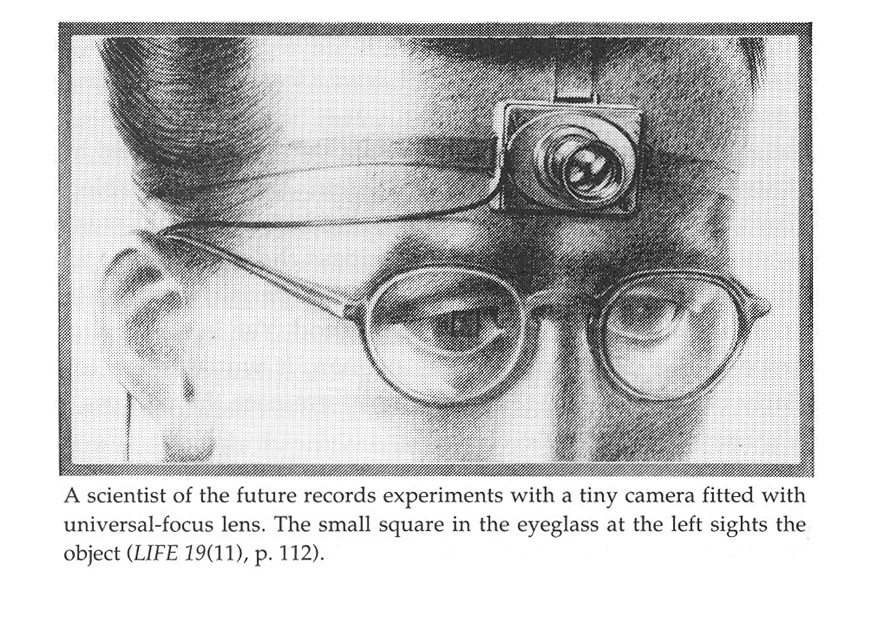 A scientist of the future records experiments with a tiny camera fitted with
universal-focus lens. The small square in the eyeglass at the left sights the
object (LIFE 19(11), p. 112).